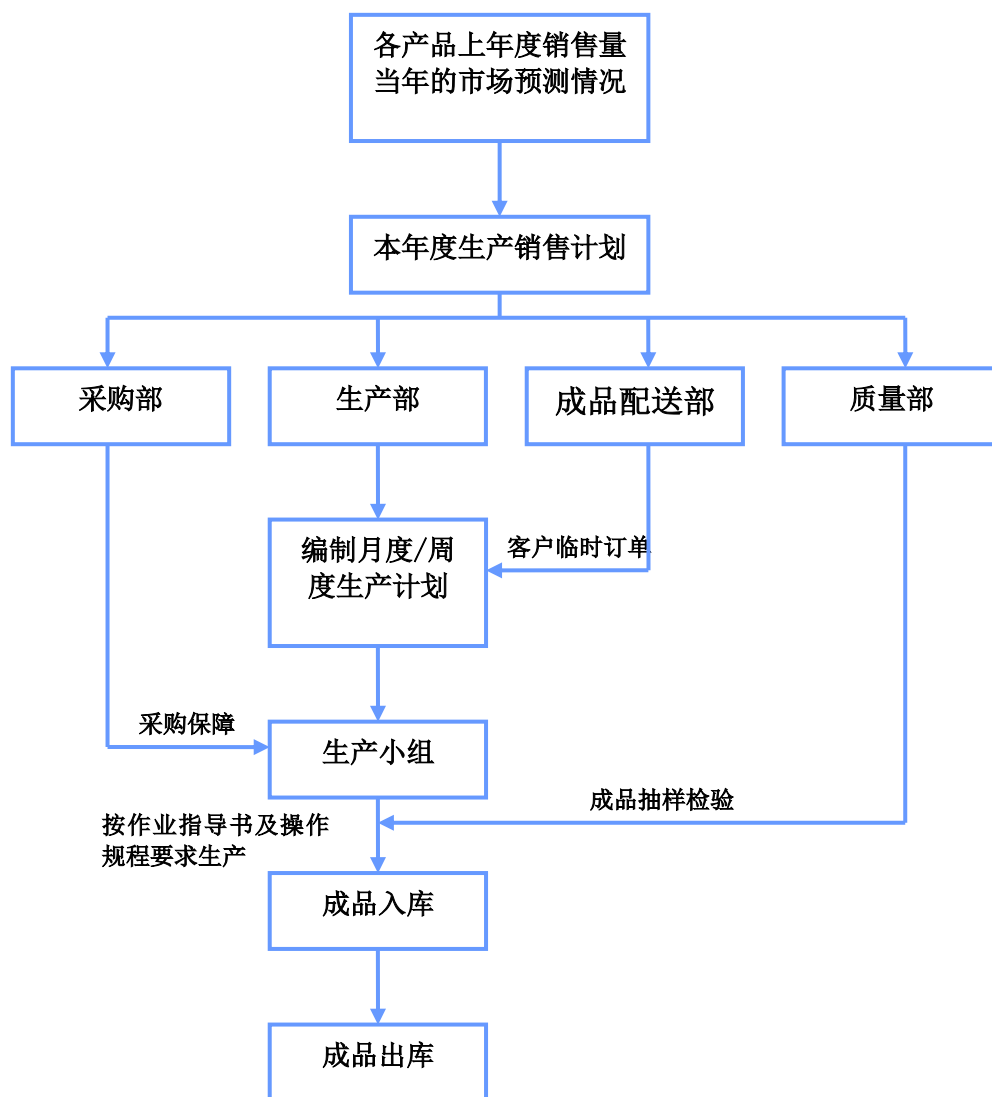 各产品上年度销售量
当年的市场预测情况
本年度生产销售计划
采购部
生产部
成品配送部
质量部
编制月度/周
度生产计划
客户临时订单
采购保障
生产小组
成品抽样检验
按作业指导书及操作
规程要求生产
成品入库
成品出库